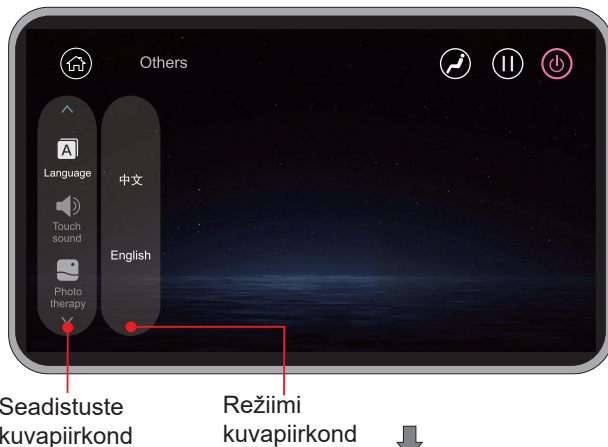 Others
A
Language
Touch
sound
Photo
therapy
中文
English
Seadistuste
kuvapiirkond
Režiimi
kuvapiirkond